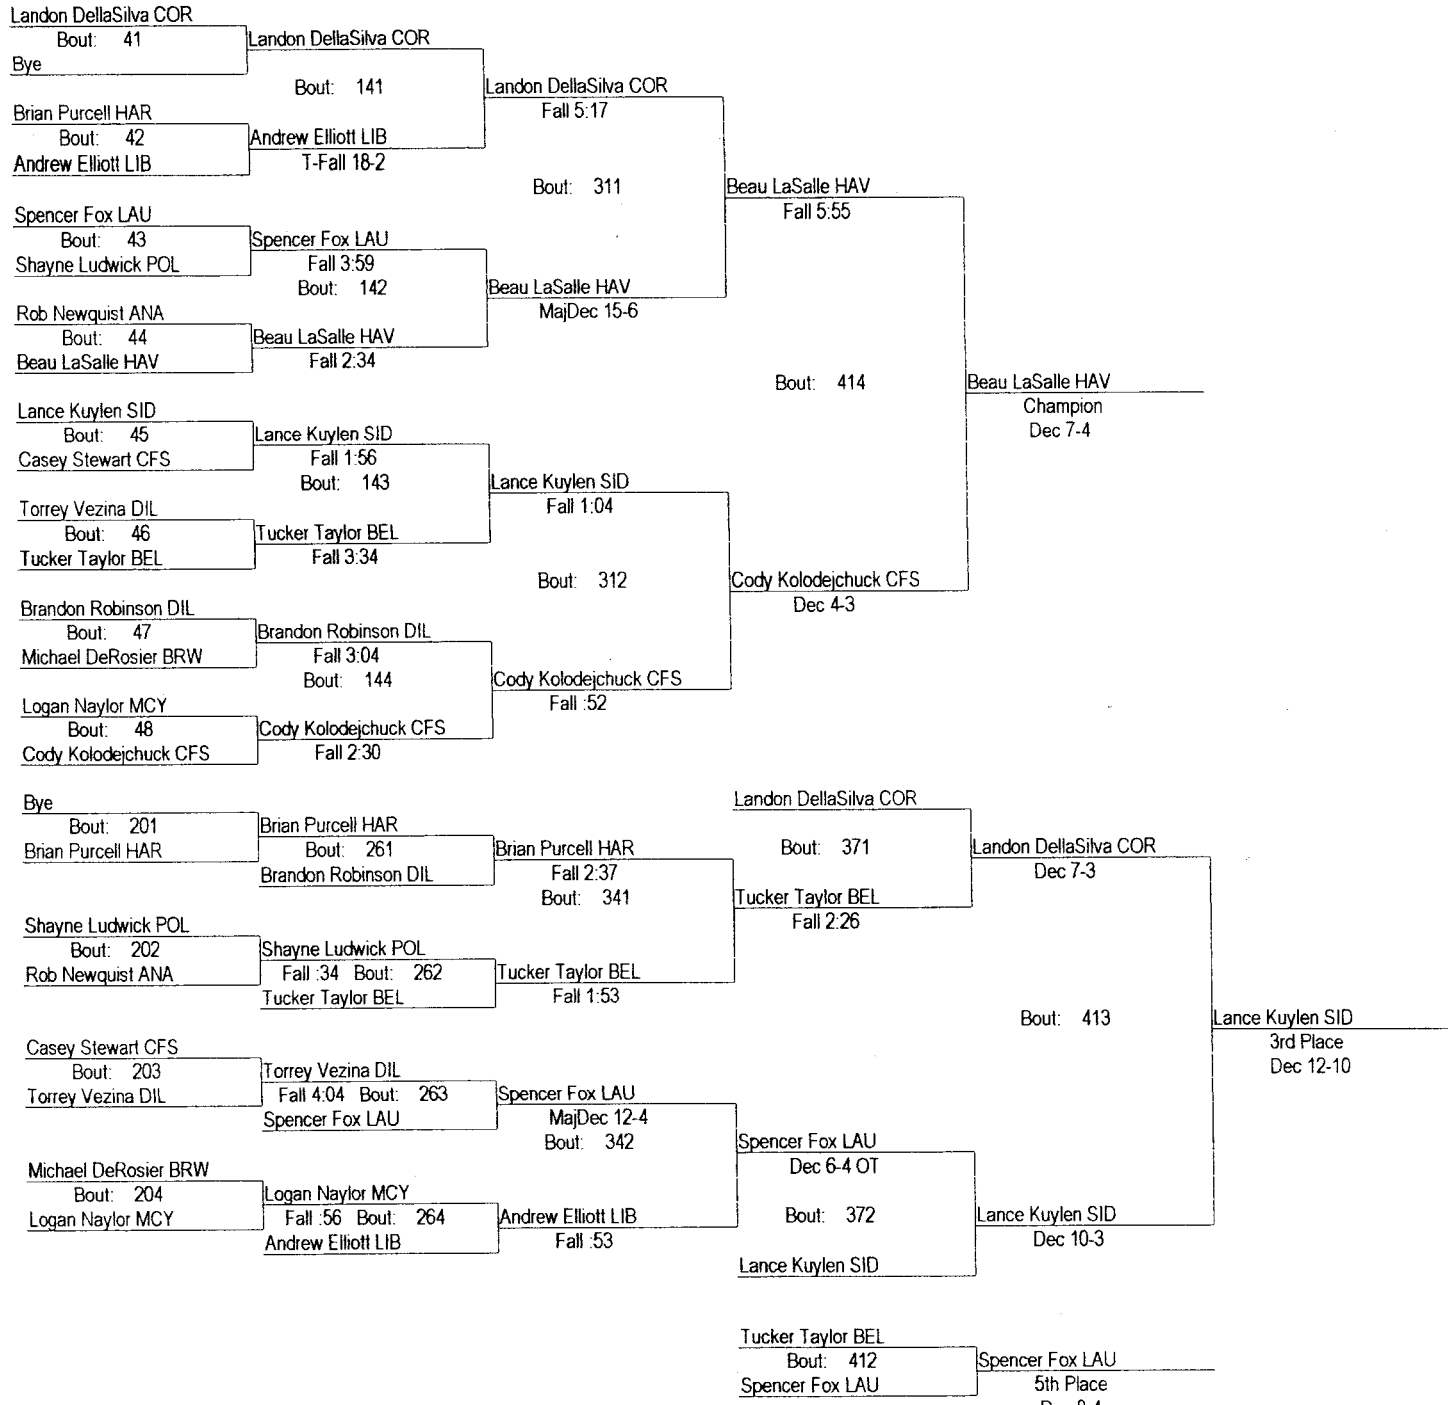 Landon DellaSilva COR
Bout: 41
Bye
Landon DellaSilva COR
Bout: 141
Brian Purcell HAR
Bout: 42
Andrew Elliott LIB
Andrew Elliott LIB
T-Fall 18-2
Landon DellaSilva COR
Fall 5:17
Bout: 311
Spencer Fox LAU
Bout: 43
Shayne Ludwick POL
Spencer Fox LAU
Fall 3:59
Bout: 142
Rob Newquist ANA
Bout: 44
Beau LaSalle HAV
Beau LaSalle HAV
Fall 2:34
Beau LaSalle HAV
MajDec 15-6
Beau LaSalle HAV
Fall 5:55
Bout: 414
Beau LaSalle HAV
Champion
Dec 7-4
Lance Kuylen SID
Bout: 45
Casey Stewart CFS
Lance Kuylen SID
Fall 1:56
Bout: 143
Torrey Vezina DIL
Bout: 46
Tucker Taylor BEL
Tucker Taylor BEL
Fall 3:34
Lance Kuylen SID
Fall 1:04
Bout: 312
Brandon Robinson DIL
Bout: 47
Michael DeRosier BRW
Brandon Robinson DIL
Fall 3:04
Bout: 144
Logan Naylor MCY
Bout: 48
Cody Kolodejchuck CFS
Cody Kolodejchuck CFS
Fall 2:30
Cody Kolodejchuck CFS
Fall :52
Cody Kolodejchuck CFS
Dec 4-3
Bye
Bout: 201
Brian Purcell HAR
Brian Purcell HAR
Bout: 261
Brandon Robinson DIL
Brian Purcell HAR
Fall 2:37
Bout: 341
Shayne Ludwick POL
Bout: 202
Rob Newquist ANA
Shayne Ludwick POL
Fall :34 Bout: 262
Tucker Taylor BEL
Tucker Taylor BEL
Fall 1:53
Landon DellaSilva COR
Bout: 371
Tucker Taylor BEL
Fall 2:26
Landon DellaSilva COR
Dec 7-3
Bout: 413
Lance Kuylen SID
3rd Place
Dec 12-10
Casey Stewart CFS
Bout: 203
Torrey Vezina DIL
Torrey Vezina DIL
Fall 4:04 Bout: 263
Spencer Fox LAU
Spencer Fox LAU
MajDec 12-4
Bout: 342
Michael DeRosier BRW
Bout: 204
Logan Naylor MCY
Logan Naylor MCY
Fall :56 Bout: 264
Andrew Elliott LIB
Andrew Elliott LIB
Fall :53
Spencer Fox LAU
Dec 6-4 OT
Bout: 372
Lance Kuylen SID
Lance Kuylen SID
Dec 10-3
Tucker Taylor BEL
Bout: 412
Spencer Fox LAU
Spencer Fox LAU
5th Place